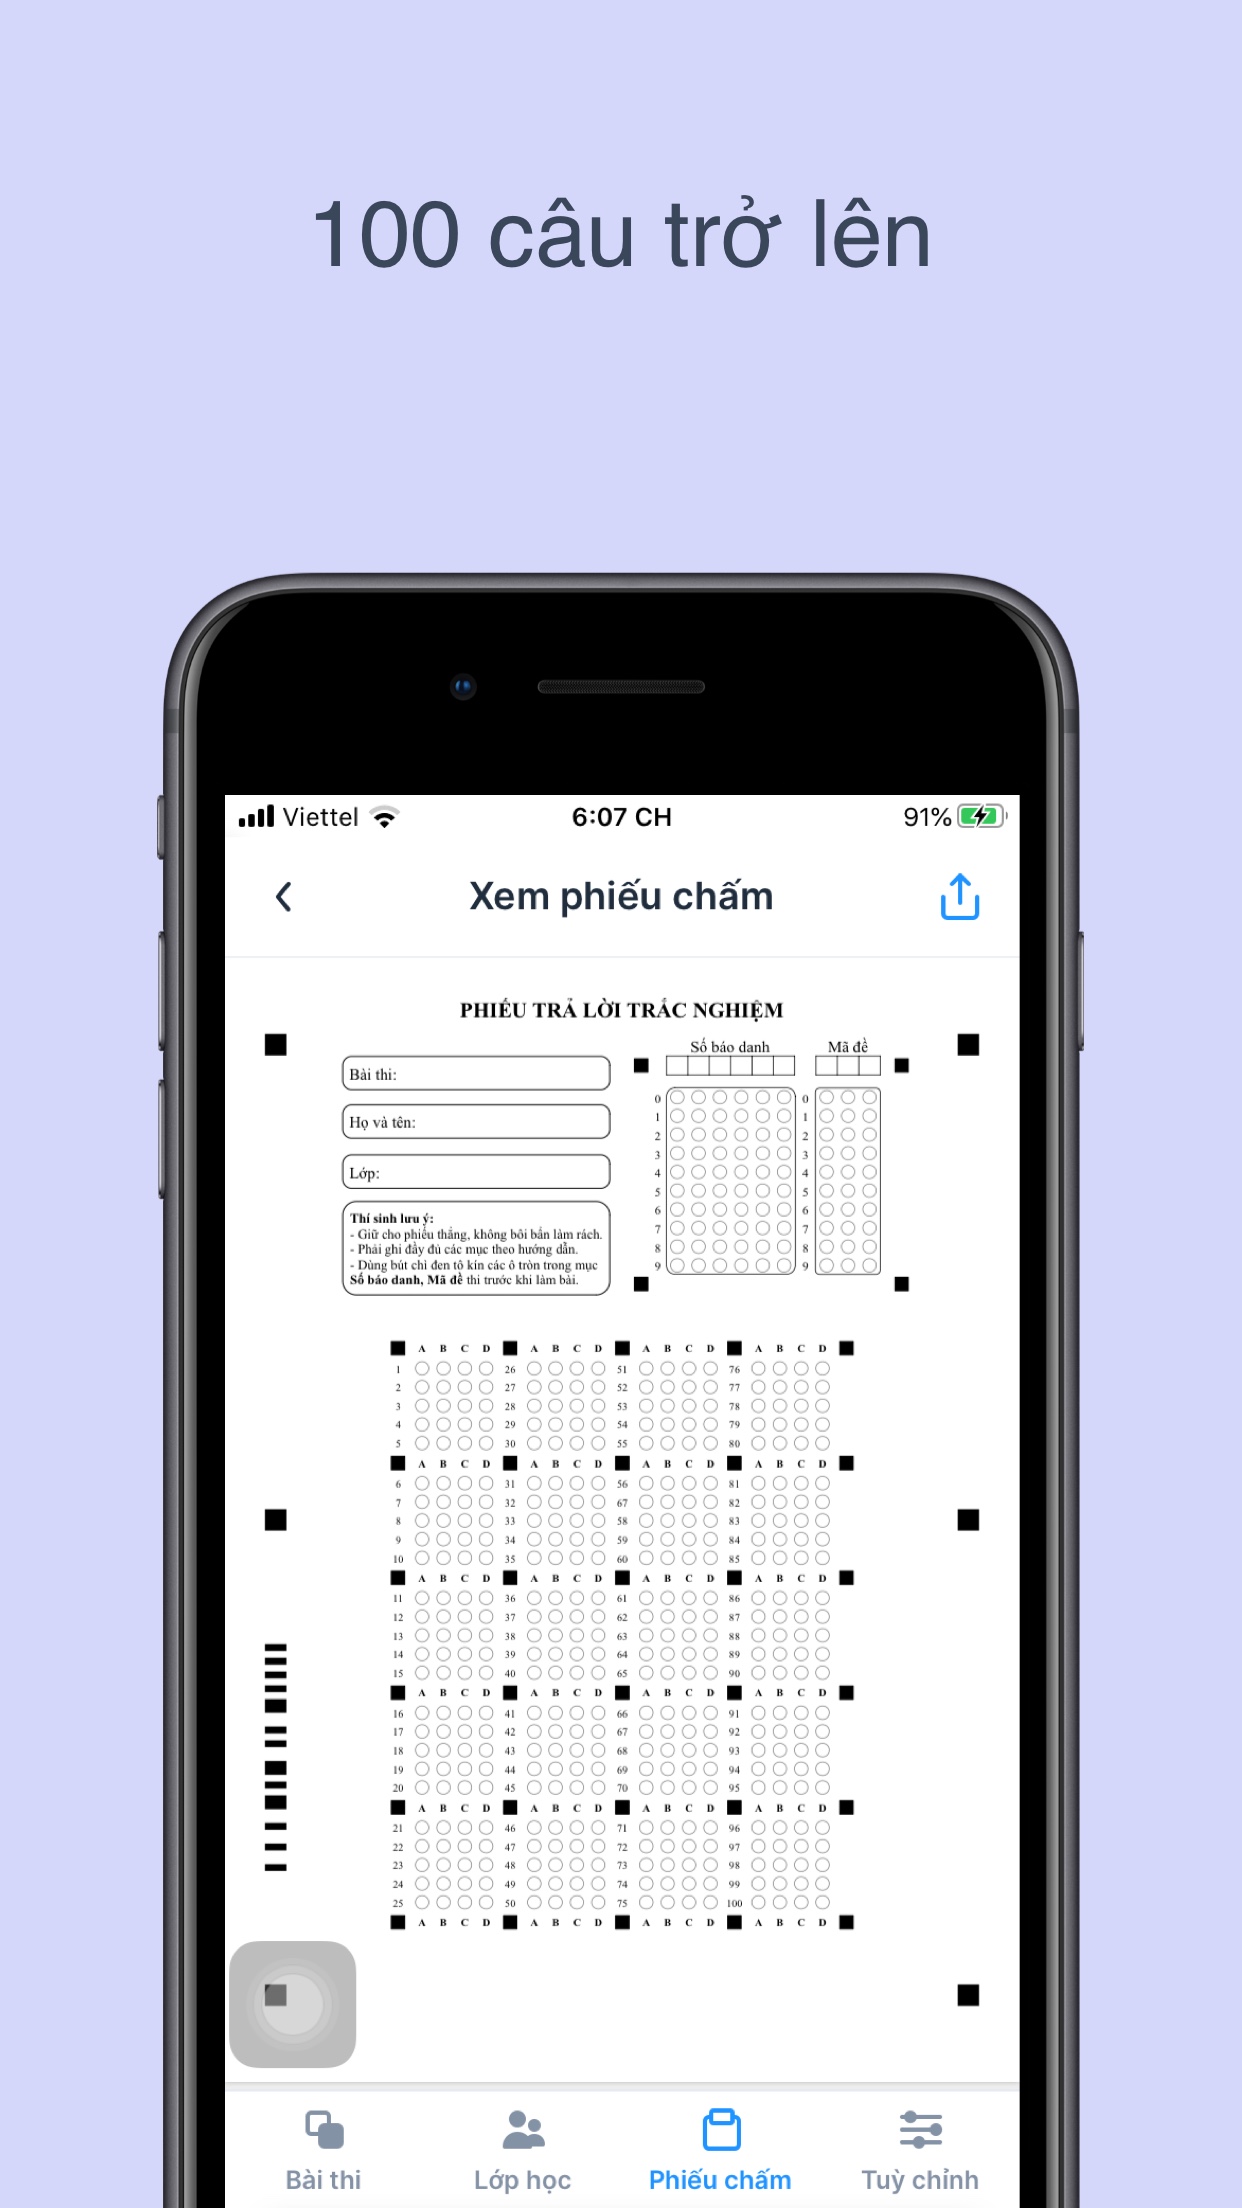 100 câu trở lên
Viettel 6:07 CH 91%
Xem phiếu chấm
PHIẾU TRẢ LỜI TRẮC NGHIỆM
Số báo danh Mã đề
Bài thi:
Họ và tên:
Lớp:
Thí sinh lưu ý:
- Giữ cho phiếu thẳng, không bôi bẩn làm rách.
- Phải ghi đầy đủ các mục theo hướng dẫn.
- Dùng bút chì đen tô kín các ô tròn trong mục
Số báo danh, Mã đề thi trước khi làm bài.
0 0
1 1
2 2
3 3
4 4
5 5
6 6
7 7
8 8
9 9
A B C D A B C D A B C D A B C D
1 26 51 76
2 27 52 77
3 28 53 78
4 29 54 79
5 30 55 80
A B C D A B C D A B C D A B C D
6 31 56 81
7 32 67 82
8 33 58 83
9 34 59 84
10 35 60 85
A B C D A B C D A B C D A B C D
11 36 61 86
12 37 62 87
13 38 63 88
14 39 64 89
15 40 65 90
A B C D A B C D A B C D A B C D
16 41 66 91
17 42 67 92
18 43 68 93
19 44 69 94
20 45 70 95
A B C D A B C D A B C D A B C D
21 46 71 96
22 47 72 97
23 48 73 98
24 49 74 99
25 50 75 100
A B C D A B C D A B C D A B C D
Bài thi Lớp học Phiếu chấm Tuỳ chỉnh